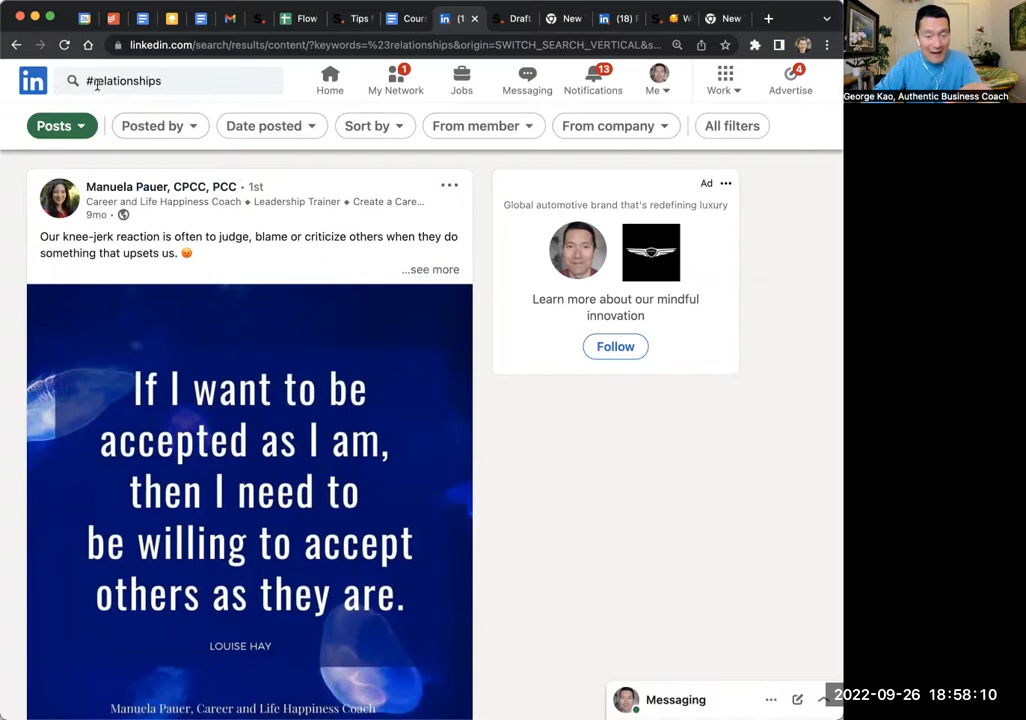 Flow
Tips f
Cour
(1
Draft
New
(18) F
W
New
linkedin.com/search/results/content/?keywords=%23relationships&origin=SWITCH_SEARCH_VERTICAL&s...
in
#relationships
Home
1
My Network
Jobs
Messaging
13
Notifications
Me
Work
4
Advertise
George Kao, Authentic Business Coach
Posts
Posted by
Date posted
Sort by
From member
From company
All filters
Manuela Pauer, CPCC, PCC • 1st
Career and Life Happiness Coach ⬥ Leadership Trainer ⬥ Create a Care...
9mo •
Our knee-jerk reaction is often to judge, blame or criticize others when they do
something that upsets us. 😡
...see more
If I want to be
accepted as I am,
then I need to
be willing to accept
others as they are.
LOUISE HAY
Manuela Pauer, Career and Life Happiness Coach
Ad •••
Global automotive brand that's redefining luxury
Learn more about our mindful
innovation
Follow
Messaging
2022-09-26 18:58:10